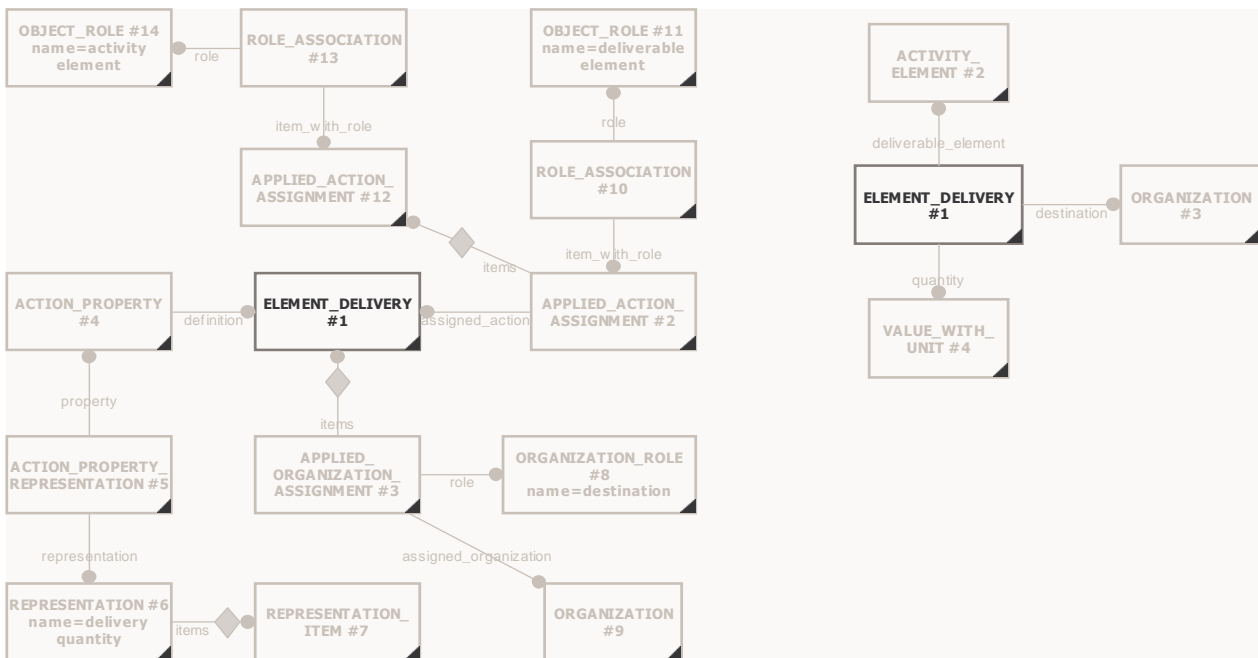 OBJECT_ROLE #14
name=activity
element
role
ROLE_ASSOCIATION
#13
OBJECT_ROLE #11
name=deliverable
element
ACTIVITY_
ELEMENT #2
item_with_role
role
deliverable_element
APPLIED_ACTION_
ASSIGNMENT #12
ROLE_ASSOCIATION
#10
ELEMENT_DELIVERY
#1
destination
ORGANIZATION
#3
items
item_with_role
quantity
ACTION_PROPERTY
#4
definition
ELEMENT_DELIVERY
#1
assigned_action
APPLIED_ACTION_
ASSIGNMENT #2
VALUE_WITH_
UNIT #4
property
items
ACTION_PROPERTY_
REPRESENTATION #5
APPLIED_
ORGANIZATION_
ASSIGNMENT #3
role
ORGANIZATION_ROLE
#8
name=destination
representation
assigned_organization
REPRESENTATION #6
name=delivery
quantity
items
REPRESENTATION_
ITEM #7
ORGANIZATION
#9